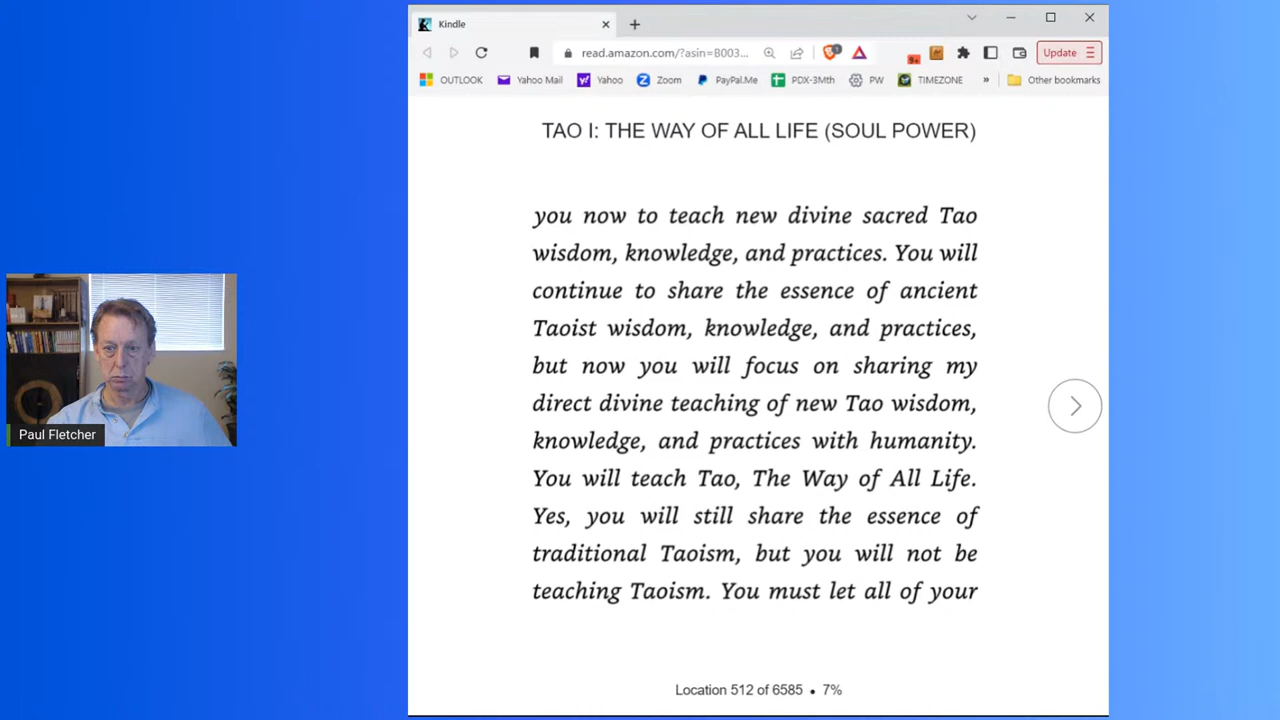 Kindle
read.amazon.com/?asin=B003...
Update
9+
OUTLOOK
Yahoo Mail
Yahoo
Zoom
PayPal.Me
PDX-3Mth
PW
TIMEZONE
»
Other bookmarks
TAO I: THE WAY OF ALL LIFE (SOUL POWER)
you now to teach new divine sacred Tao
wisdom, knowledge, and practices. You will
continue to share the essence of ancient
Taoist wisdom, knowledge, and practices,
but now you will focus on sharing my
direct divine teaching of new Tao wisdom,
knowledge, and practices with humanity.
You will teach Tao, The Way of All Life.
Yes, you will still share the essence of
traditional Taoism, but you will not be
teaching Taoism. You must let all of your
Location 512 of 6585 • 7%
Paul Fletcher